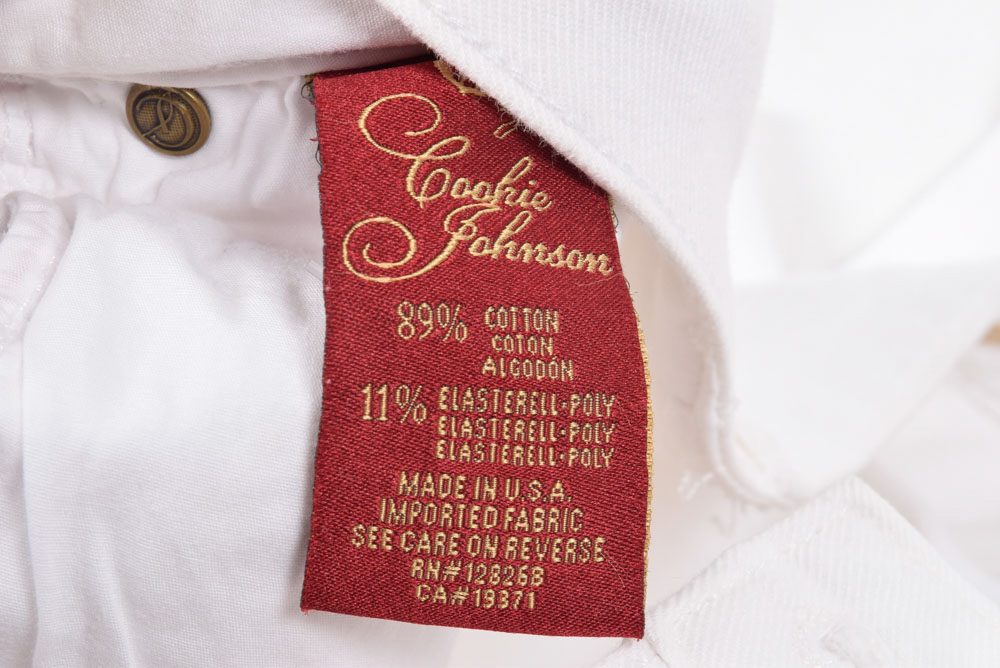 Cookie
Johnson
89% COTTON
COTON
ALGODÓN
11% ELASTERELL-POLY
ELASTERELL-POLY
ELASTERELL-POLY
MADE IN U.S.A.
IMPORTED FABRIC
SEE CARE ON REVERSE
RN#128268
CA#19371